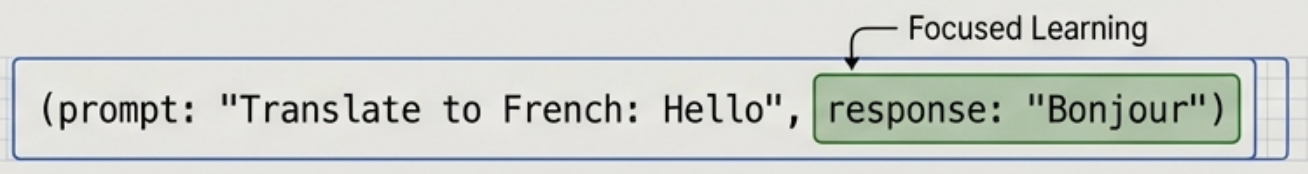 Focused Learning
(prompt: "Translate to French: Hello", response: "Bonjour")